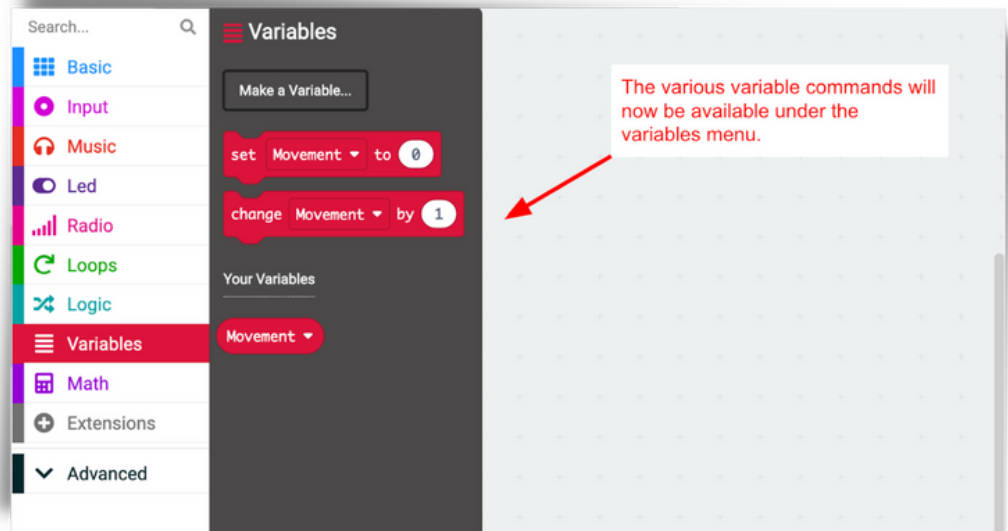 Search...
Basic
Input
Music
Led
Radio
Loops
Logic
Variables
Math
Extensions
Advanced
Variables
Make a Variable...
set Movement to 0
change Movement by 1
Your Variables
Movement
The various variable commands will
now be available under the
variables menu.